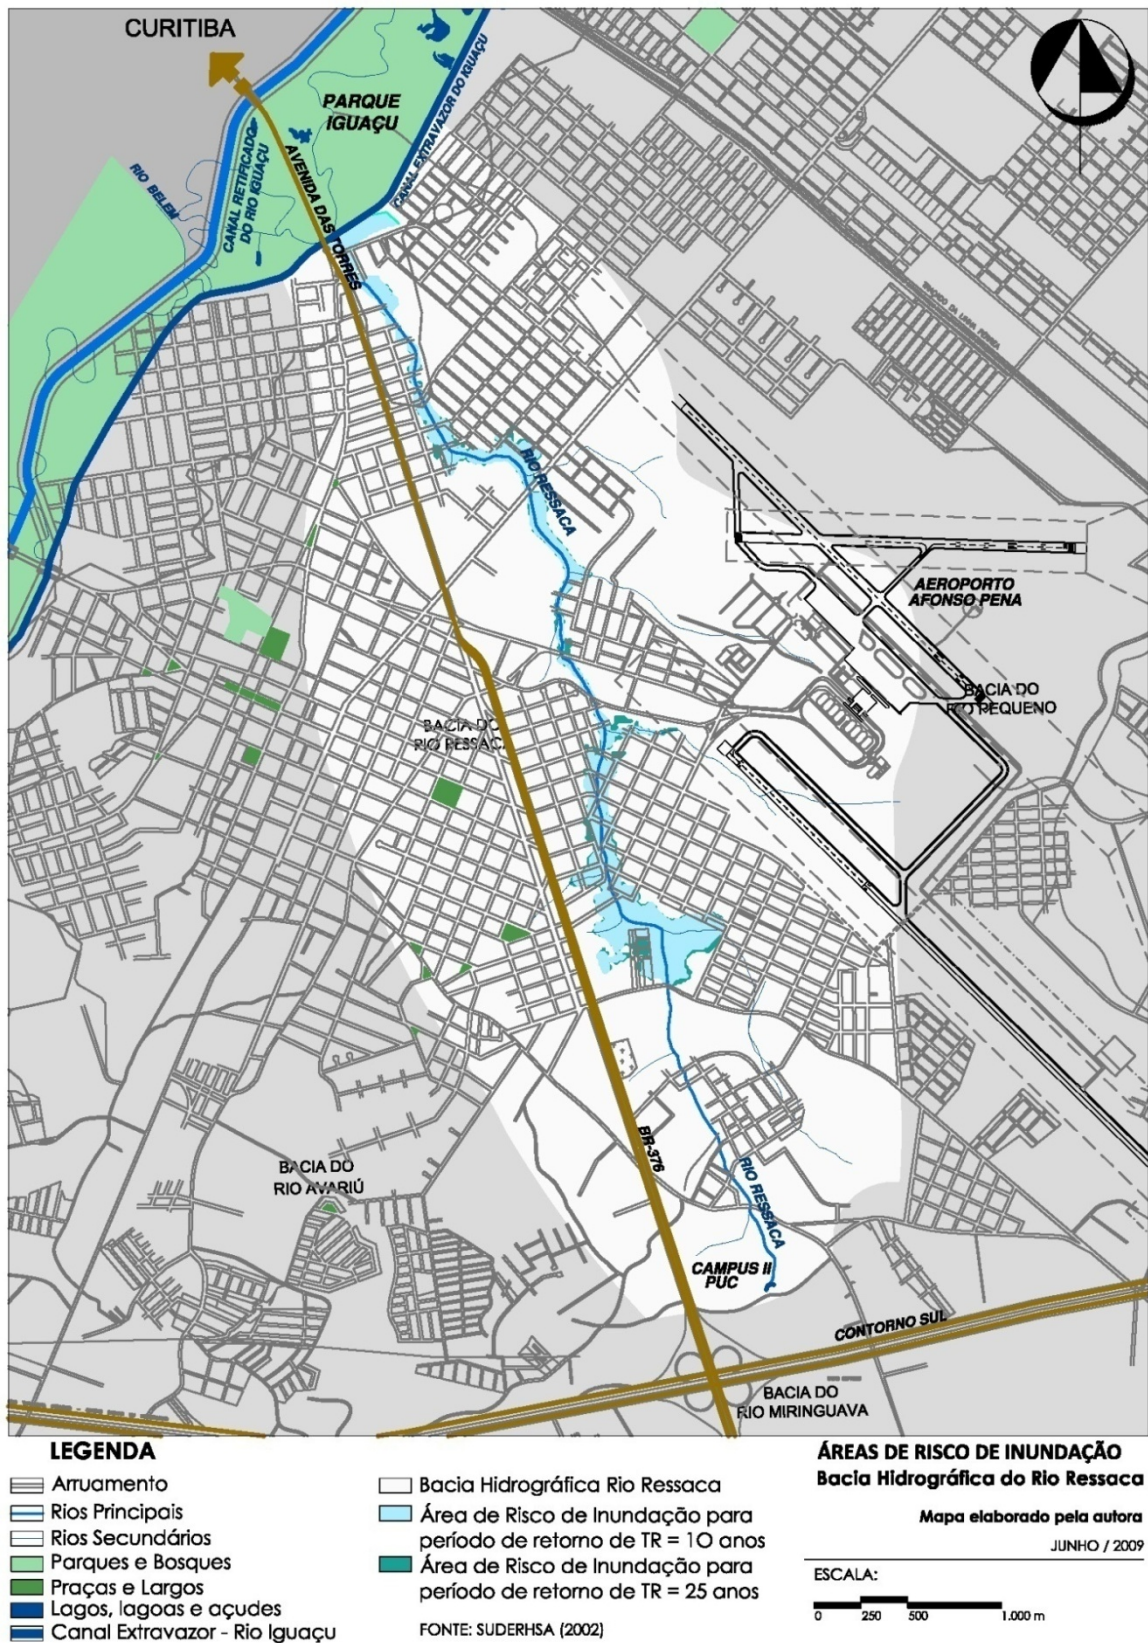 CURITIBA
PARQUE
IGUAÇU
CANAL EXTRAVAZOR DO IGUAÇU
RIO BELEM
CANAL RETIFICADO
DO RIO IGUAÇU
AVENIDA DAS TORRES
RIO RESSACA
AEROPORTO
AFONSO PENA
BACIA DO
RIO PEQUENO
BACIA DO
RIO RESSACA
BR-376
BACIA DO
RIO AVARIÚ
RIO RESSACA
CAMPUS II
PUC
CONTORNO SUL
BACIA DO
RIO MIRINGUAVA
LEGENDA
Arruamento
Rios Principais
Rios Secundários
Parques e Bosques
Praças e Largos
Lagos, lagoas e açudes
Canal Extravazor - Rio Iguaçu
Bacia Hidrográfica Rio Ressaca
Área de Risco de Inundação para
período de retorno de TR = 10 anos
Área de Risco de Inundação para
período de retorno de TR = 25 anos
FONTE: SUDERHSA (2002)
ÁREAS DE RISCO DE INUNDAÇÃO
Bacia Hidrográfica do Rio Ressaca
Mapa elaborado pela autora
JUNHO / 2009
ESCALA:
0 250 500 1.000 m